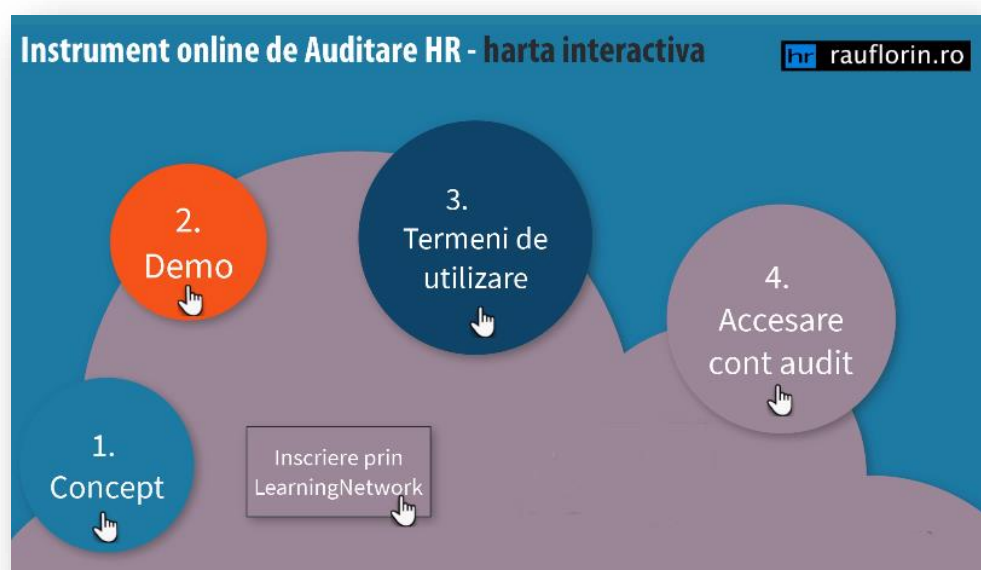 Instrument online de Auditare HR - harta interactiva
hr rauflorin.ro
2.
Demo
3.
Termeni de
utilizare
4.
Accesare
cont audit
1.
Concept
Inscriere prin
LearningNetwork